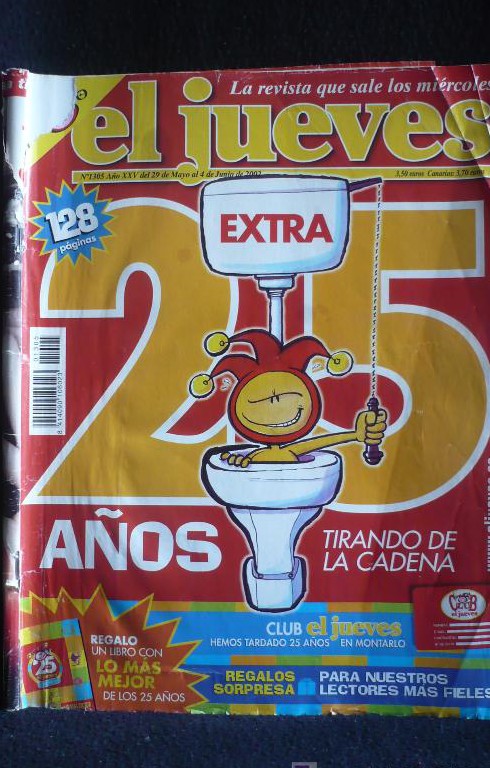 La revista que sale los miércoles
el jueves
Nº1305 Año XXV del 29 de Mayo al 4 de Junio de 2002
3,50 euros Canarias: 3,70
128
páginas
EXTRA
25
AÑOS
TIRANDO DE
LA CADENA
CLUB el jueves
HEMOS TARDADO 25 AÑOS EN MONTARLO
REGALO
UN LIBRO CON
LO MÁS
MEJOR
DE LOS 25 AÑOS
25
el jueves
REGALOS
SORPRESA
PARA NUESTROS
LECTORES MÁS FIELES